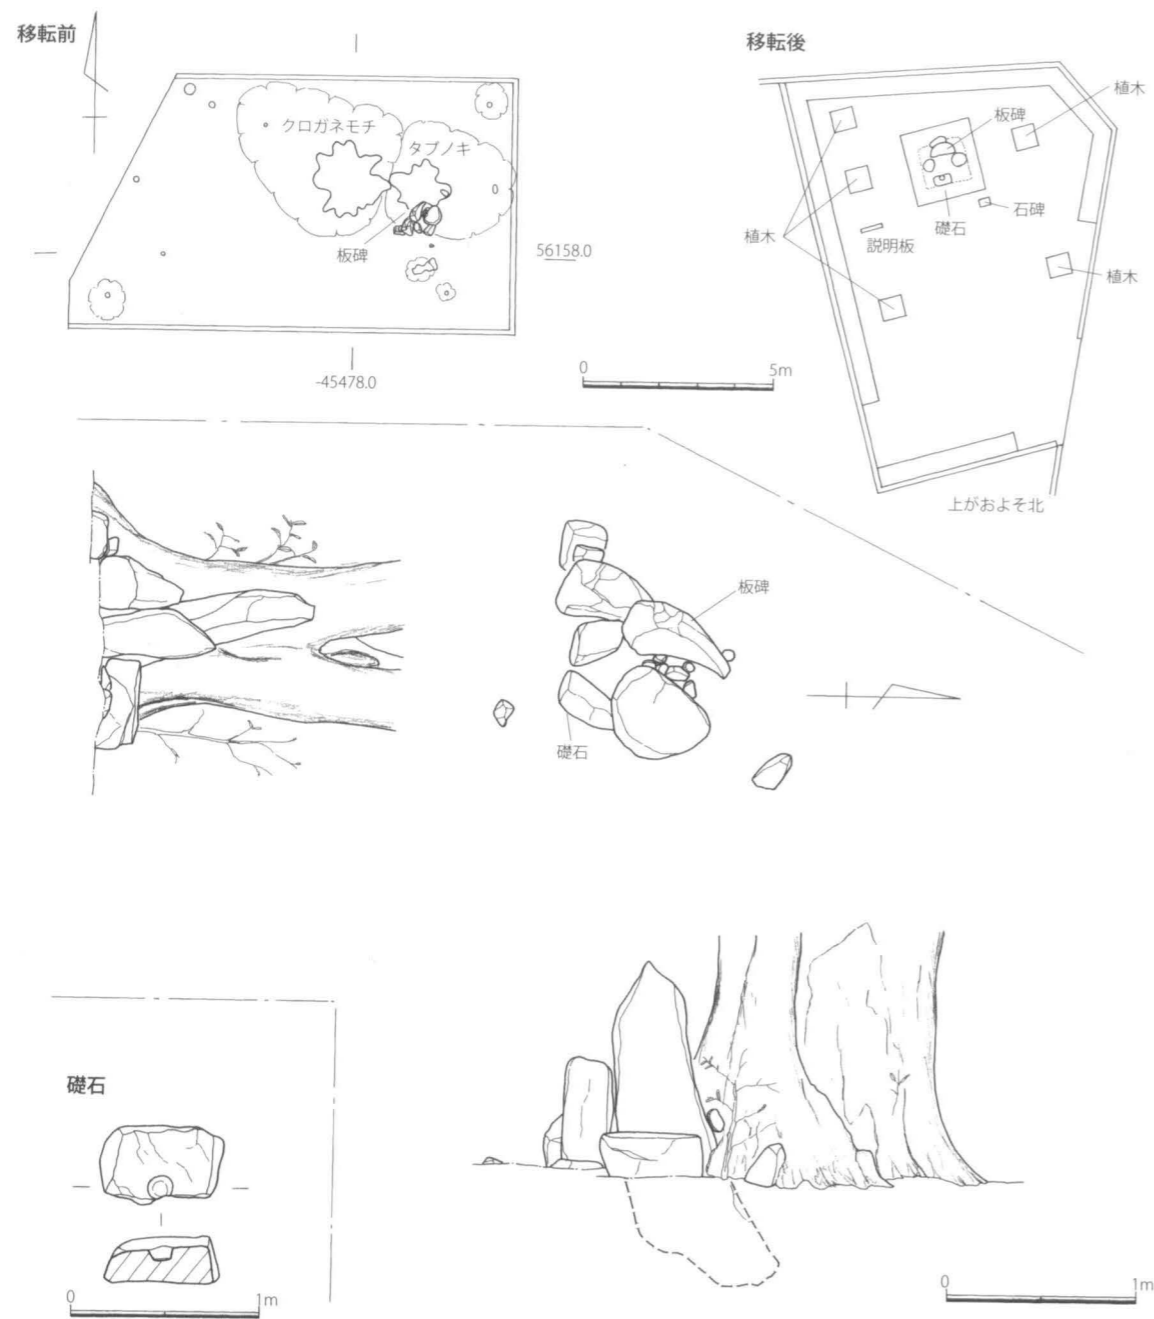 移転前
クロガネモチ
タブノキ
板碑
56158.0
-45478.0
0
5m
移転後
植木
板碑
石碑
礎石
植木
説明板
植木
上がおよそ北
板碑
礎石
礎石
0
1m
0
1m